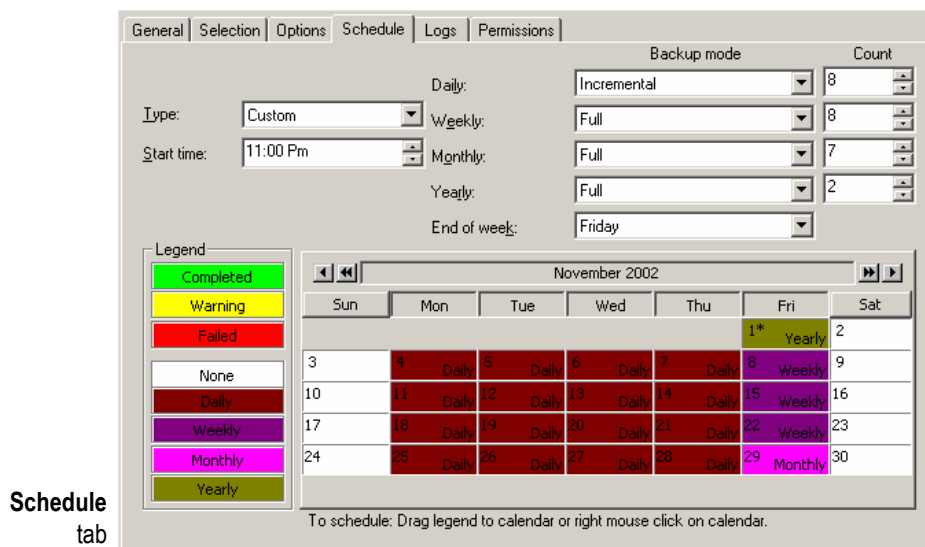 General Selection Options Schedule Logs Permissions
Backup mode Count
Daily: Incremental 8
Type: Custom Weekly: Full 8
Start time: 11:00 Pm Monthly: Full 7
Yearly: Full 2
End of week: Friday
Legend
Completed
Warning
Failed
None
Daily
Weekly
Monthly
Yearly
November 2002
Sun Mon Tue Wed Thu Fri Sat
1* Yearly 2
3 4 Daily 5 Daily 6 Daily 7 Daily 8 Weekly 9
10 11 Daily 12 Daily 13 Daily 14 Daily 15 Weekly 16
17 18 Daily 19 Daily 20 Daily 21 Daily 22 Weekly 23
24 25 Daily 26 Daily 27 Daily 28 Daily 29 Monthly 30
To schedule: Drag legend to calendar or right mouse click on calendar.
Schedule
tab